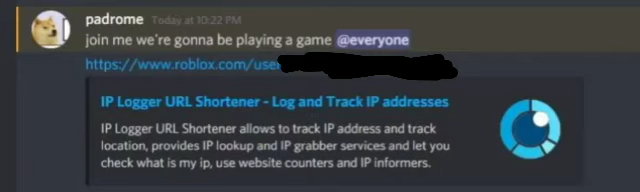 padrome Today at 10:22 PM
join me we're gonna be playing a game @everyone
https://www.roblox.com/user
IP Logger URL Shortener - Log and Track IP addresses
IP Logger URL Shortener allows to track IP address and track
location, provides IP lookup and IP grabber services and let you
check what is my ip, use website counters and IP informers.